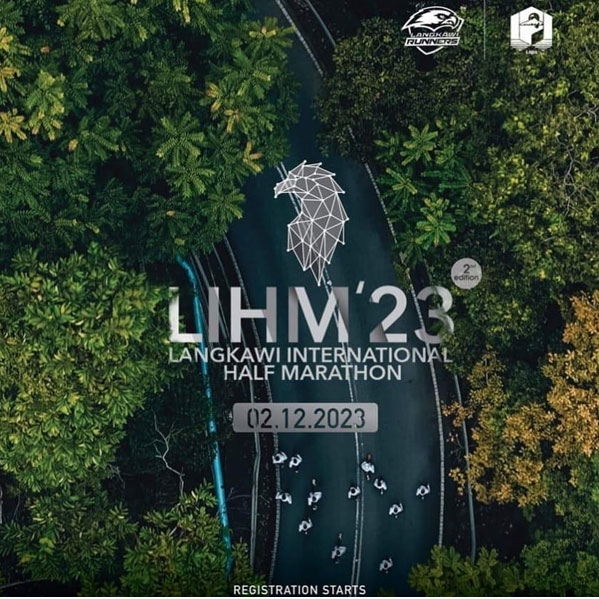 LANGKAWI
RUNNERS
2nd
edition
LIHM'23
LANGKAWI INTERNATIONAL
HALF MARATHON
02.12.2023
REGISTRATION STARTS